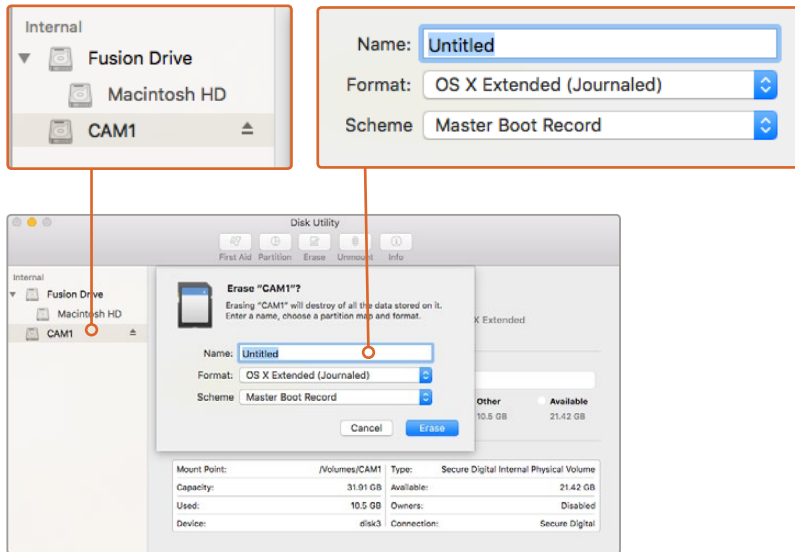 Internal
Fusion Drive
Macintosh HD
CAM1
Name: Untitled
Format: OS X Extended (Journaled)
Scheme Master Boot Record
Disk Utility
First Aid Partition Erase Unmount Info
Internal
Fusion Drive
Macintosh HD
CAM1
Erase “CAM1”?
Erasing “CAM1” will destroy of all the data stored on it.
Enter a name, choose a partition map and format.
X Extended
Name: Untitled
Format: OS X Extended (Journaled)
Scheme Master Boot Record
Cancel Erase
Other Available
10.5 GB 21.42 GB
Mount Point: /Volumes/CAM1 Type: Secure Digital Internal Physical Volume
Capacity: 31.91 GB Available: 21.42 GB
Used: 10.5 GB Owners: Disabled
Device: disk3 Connection: Secure Digital